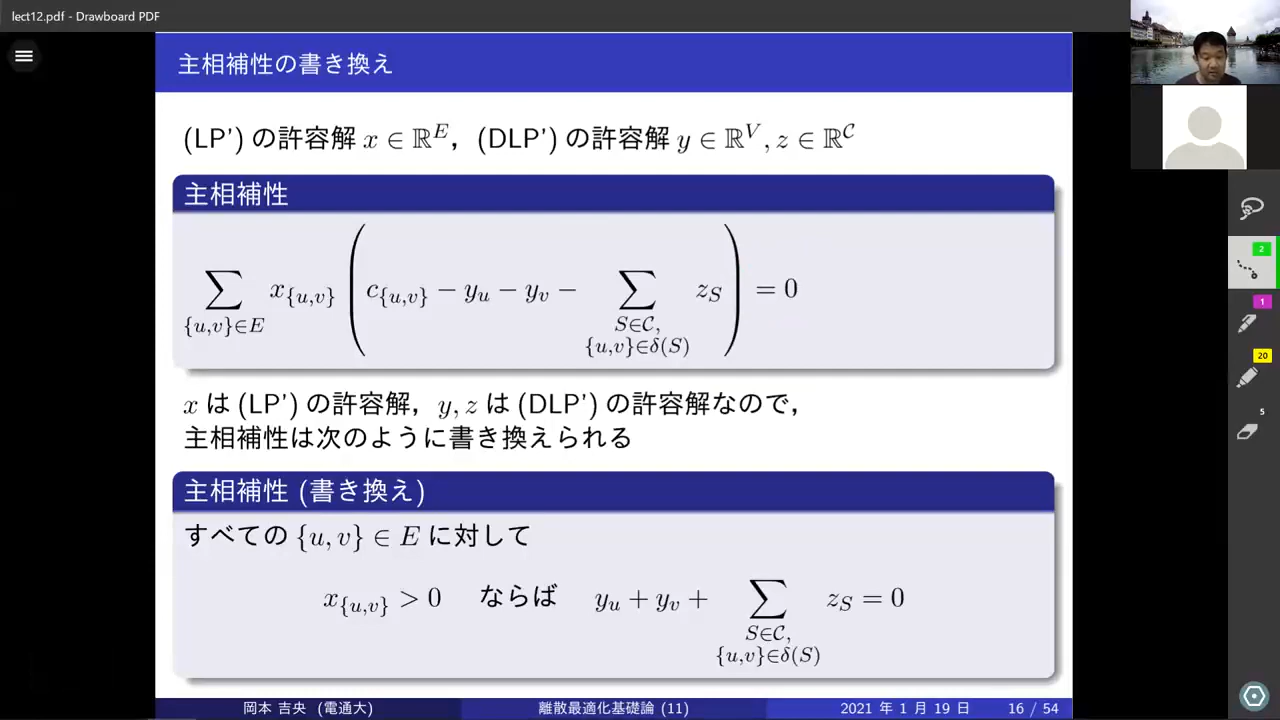 lect12.pdf - Drawboard PDF
主相補性の書き換え
(LP') の許容解 x ∈ ℝ^E, (DLP') の許容解 y ∈ ℝ^V, z ∈ ℝ^𝒞
主相補性
∑_{{u,v}∈E} x_{{u,v}} ( c_{{u,v}} − y_u − y_v − ∑_{S∈𝒞, {u,v}∈δ(S)} z_S ) = 0
x は (LP') の許容解, y, z は (DLP') の許容解なので,
主相補性は次のように書き換えられる
主相補性 (書き換え)
すべての {u, v} ∈ E に対して
x_{{u,v}} > 0 ならば y_u + y_v + ∑_{S∈𝒞, {u,v}∈δ(S)} z_S = 0
岡本 吉央 (電通大) 離散最適化基礎論 (11) 2021 年 1 月 19 日 16 / 54
2
1
20
5